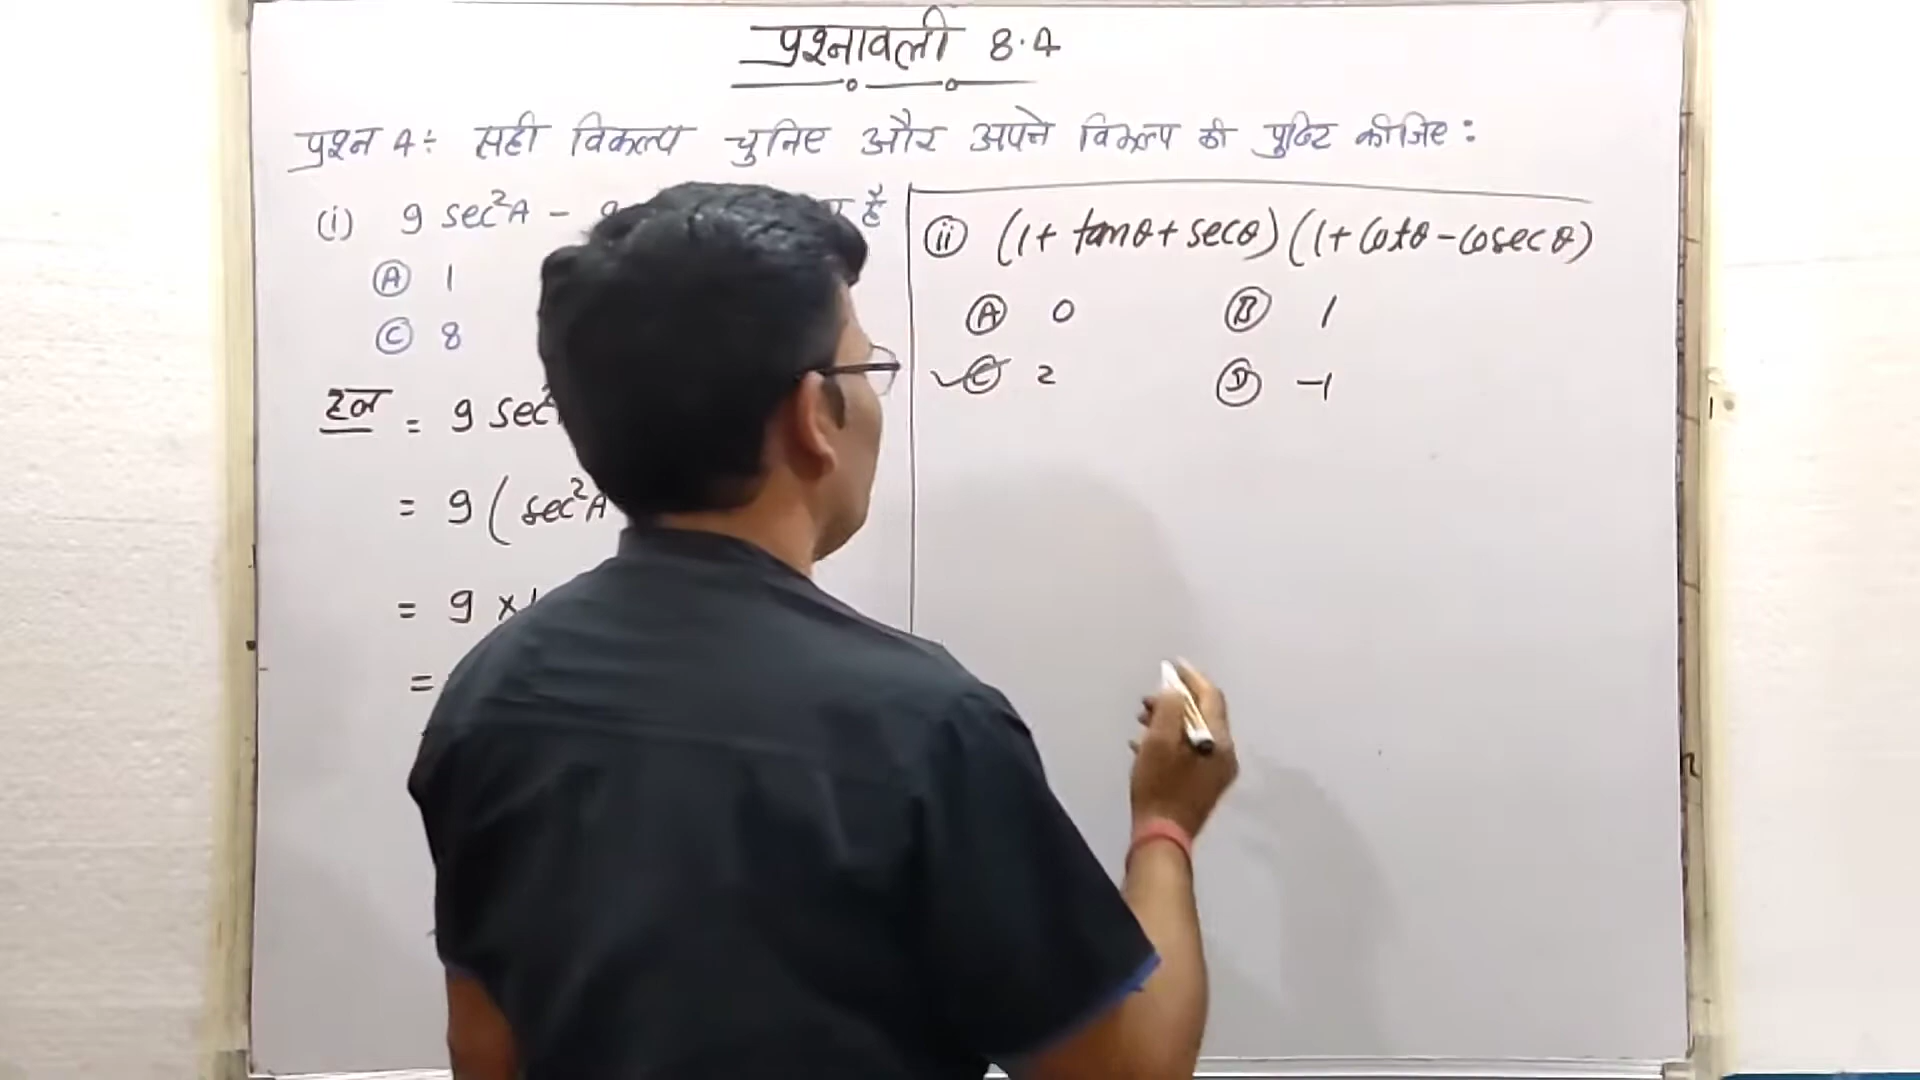 प्रश्नावली 8.4
प्रश्न 4÷ सही विकल्प चुनिए और अपने विकल्प की पुष्टि कीजिए:
(i) 9 sec²A - 9 है
Ⓐ 1
Ⓒ 8
हल = 9 sec²
= 9 ( sec²A
= 9 ×
=
ⓘⓘ (1+ tanθ + secθ) (1+ cotθ - cosecθ)
Ⓐ 0 Ⓑ 1
✓Ⓒ 2 Ⓓ -1